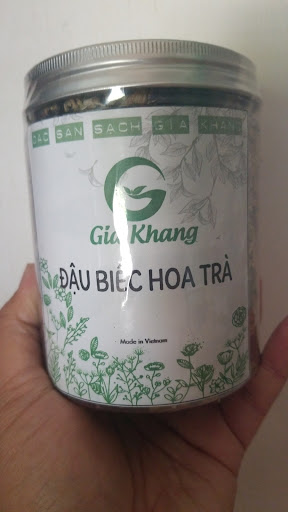 ĐẶC SẢN SẠCH GIA KHANG
Gia Khang
ĐẬU BIẾC HOA TRÀ
Made in Vietnam